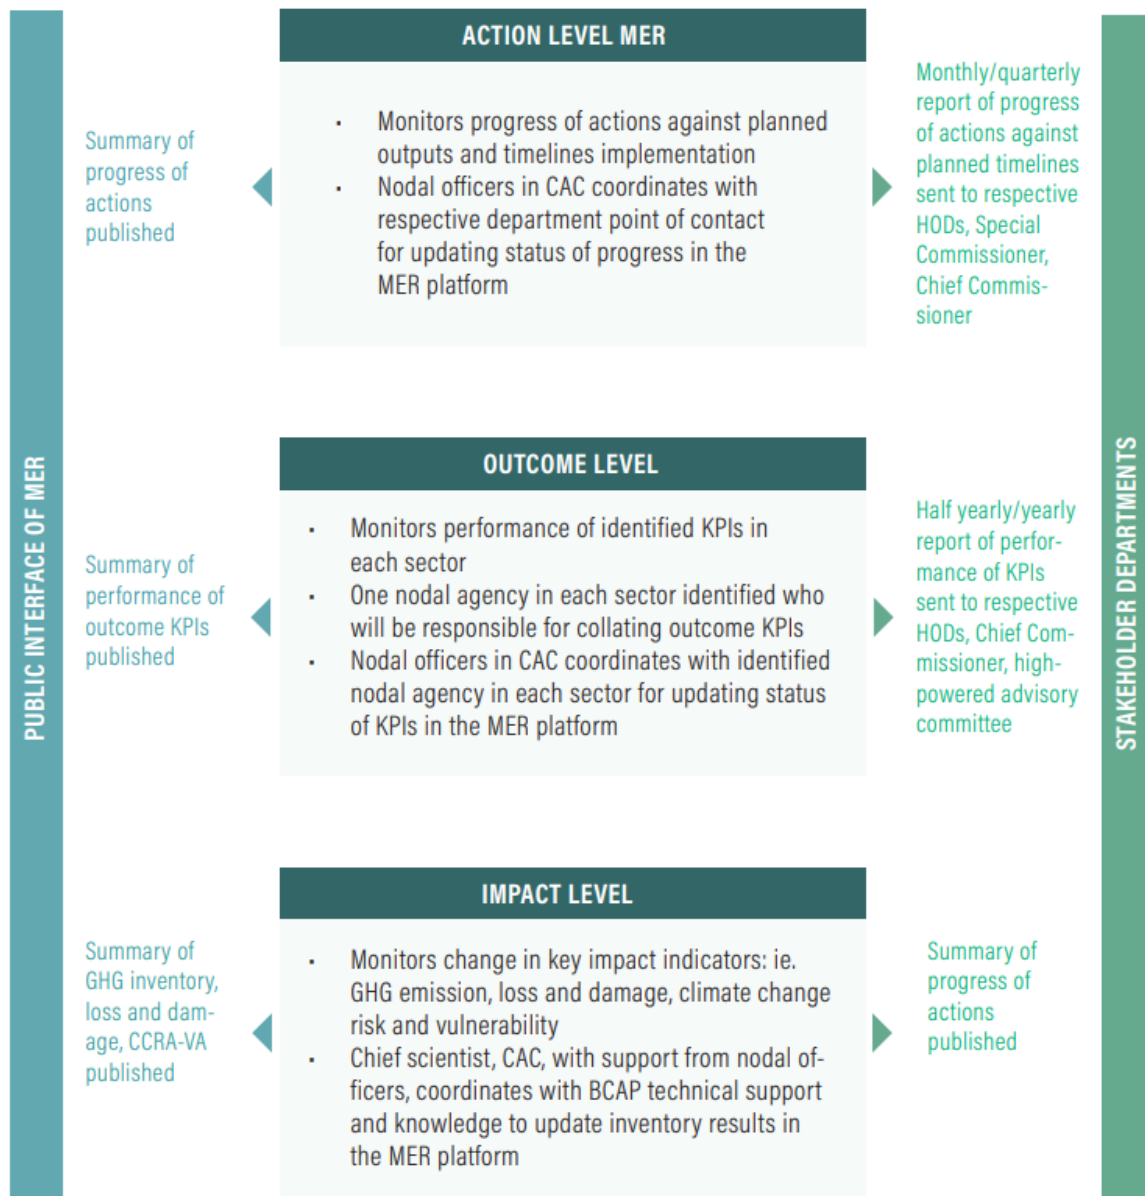 PUBLIC INTERFACE OF MER
ACTION LEVEL MER
Summary of
progress of
actions
published
· Monitors progress of actions against planned
outputs and timelines implementation
· Nodal officers in CAC coordinates with
respective department point of contact
for updating status of progress in the
MER platform
Monthly/quarterly
report of progress
of actions against
planned timelines
sent to respective
HODs, Special
Commissioner,
Chief Commis-
sioner
OUTCOME LEVEL
Summary of
performance of
outcome KPIs
published
· Monitors performance of identified KPIs in
each sector
· One nodal agency in each sector identified who
will be responsible for collating outcome KPIs
· Nodal officers in CAC coordinates with identified
nodal agency in each sector for updating status
of KPIs in the MER platform
Half yearly/yearly
report of perfor-
mance of KPIs
sent to respective
HODs, Chief Com-
missioner, high-
powered advisory
committee
IMPACT LEVEL
Summary of
GHG inventory,
loss and dam-
age, CCRA-VA
published
· Monitors change in key impact indicators: ie.
GHG emission, loss and damage, climate change
risk and vulnerability
· Chief scientist, CAC, with support from nodal of-
ficers, coordinates with BCAP technical support
and knowledge to update inventory results in
the MER platform
Summary of
progress of
actions
published
STAKEHOLDER DEPARTMENTS